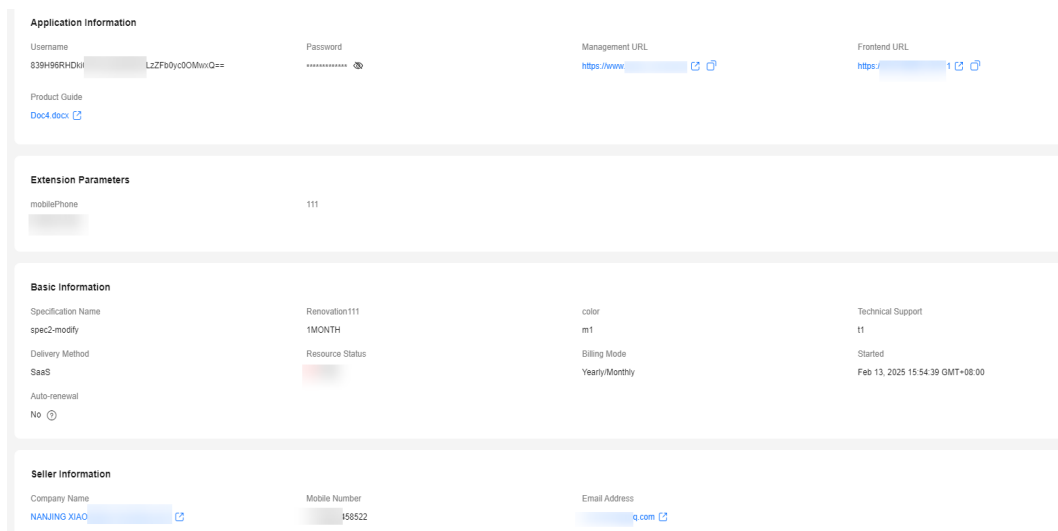 Application Information
Username Password Management URL Frontend URL
839H96RHDki LzZFb0yc0OMwxQ== ************* https://www. https:/ 1
Product Guide
Doc4.docx
Extension Parameters
mobilePhone 111
Basic Information
Specification Name Renovation111 color Technical Support
spec2-modify 1MONTH m1 t1
Delivery Method Resource Status Billing Mode Started
SaaS Yearly/Monthly Feb 13, 2025 15:54:39 GMT+08:00
Auto-renewal
No
Seller Information
Company Name Mobile Number Email Address
NANJING XIAO 458522 q.com